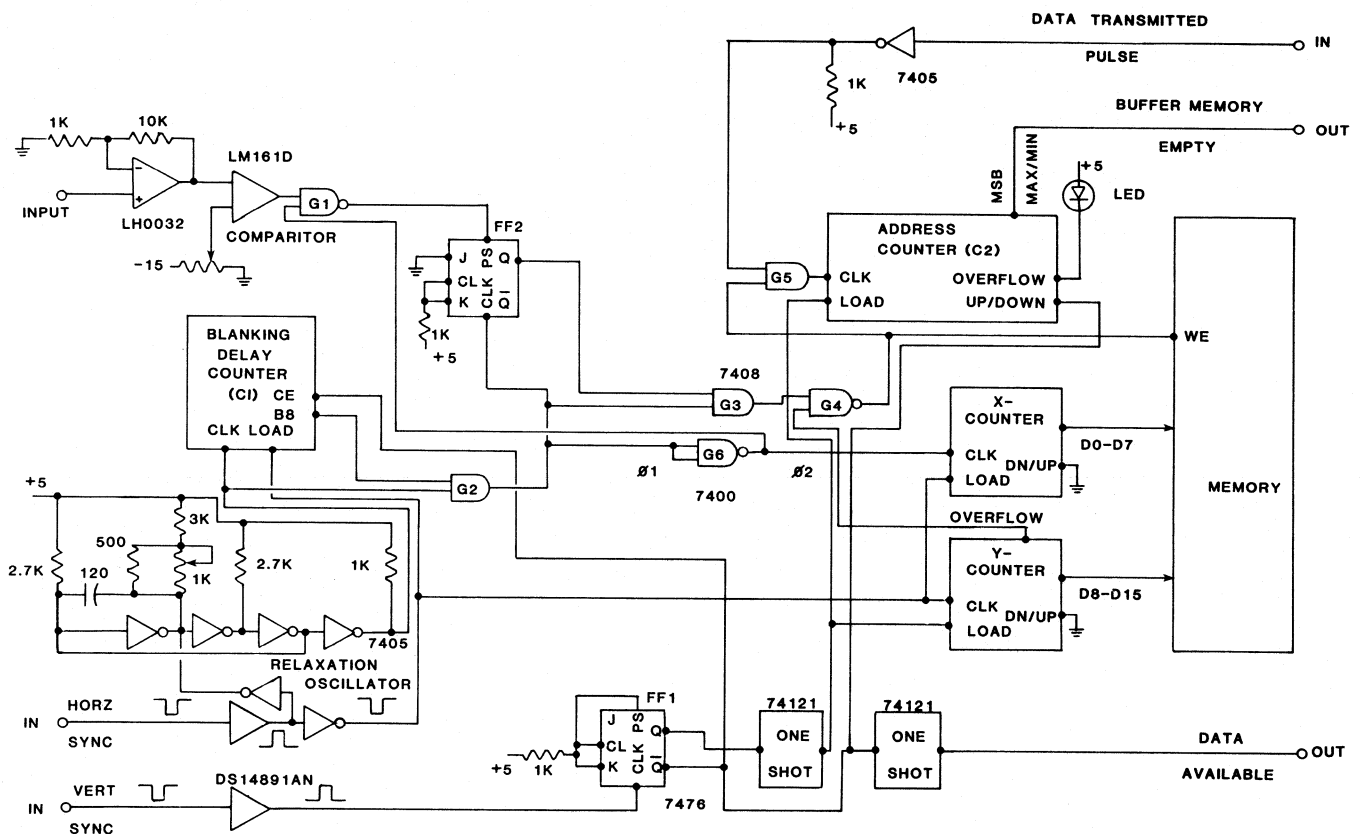 DATA TRANSMITTED
IN
PULSE
7405
1K
+5
BUFFER MEMORY
OUT
EMPTY
1K
10K
LM161D
-
+
INPUT
LH0032
COMPARITOR
G1
-15
FF2
J
PS
Q
CL
CLK
K
Q
1K
+5
MSB
MAX/MIN
+5
LED
ADDRESS
COUNTER (C2)
G5
CLK
OVERFLOW
LOAD
UP/DOWN
WE
MEMORY
BLANKING
DELAY
COUNTER
(C1) CE
B8
CLK LOAD
7408
G3
G4
G2
G6
Ø1
Ø2
7400
X-
COUNTER
D0-D7
CLK
DN/UP
LOAD
OVERFLOW
Y-
COUNTER
D8-D15
CLK
DN/UP
LOAD
+5
3K
500
2.7K
120
1K
2.7K
1K
7405
RELAXATION
OSCILLATOR
HORZ
IN
SYNC
FF1
J
PS
Q
CL
CLK
K
Q
+5
1K
7476
74121
ONE
SHOT
74121
ONE
SHOT
DATA
OUT
AVAILABLE
VERT
IN
SYNC
DS14891AN